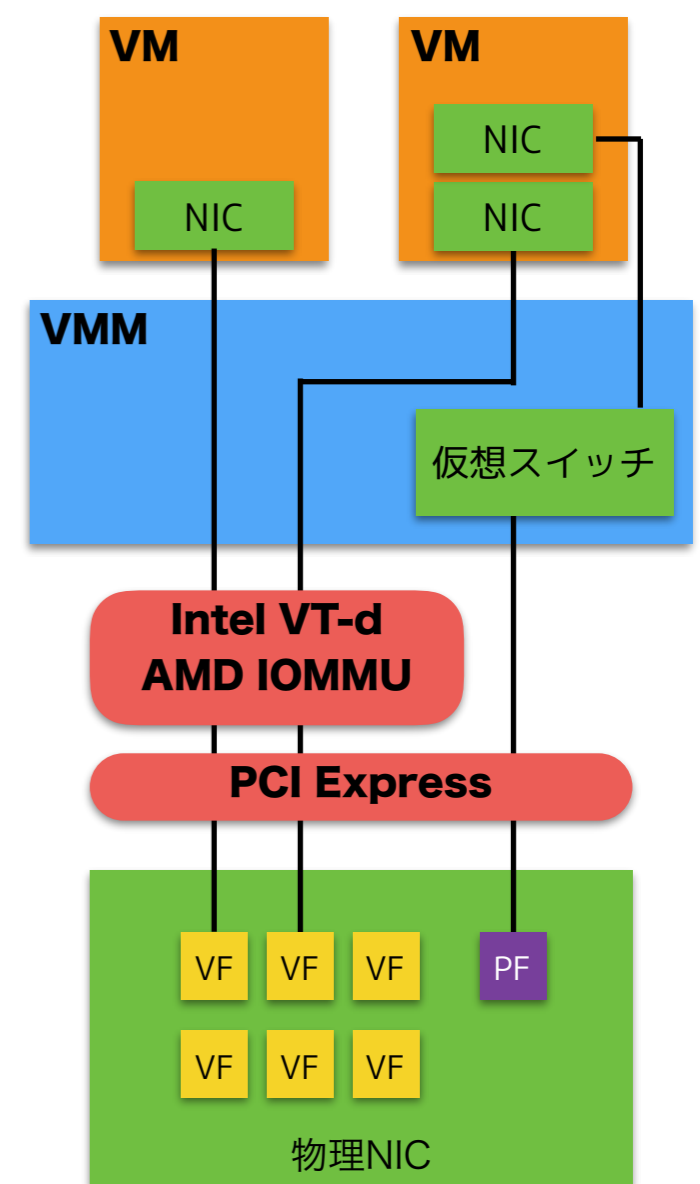 VM
VM
NIC
NIC
NIC
VMM
仮想スイッチ
Intel VT-d
AMD IOMMU
PCI Express
VF
VF
VF
PF
VF
VF
VF
物理NIC